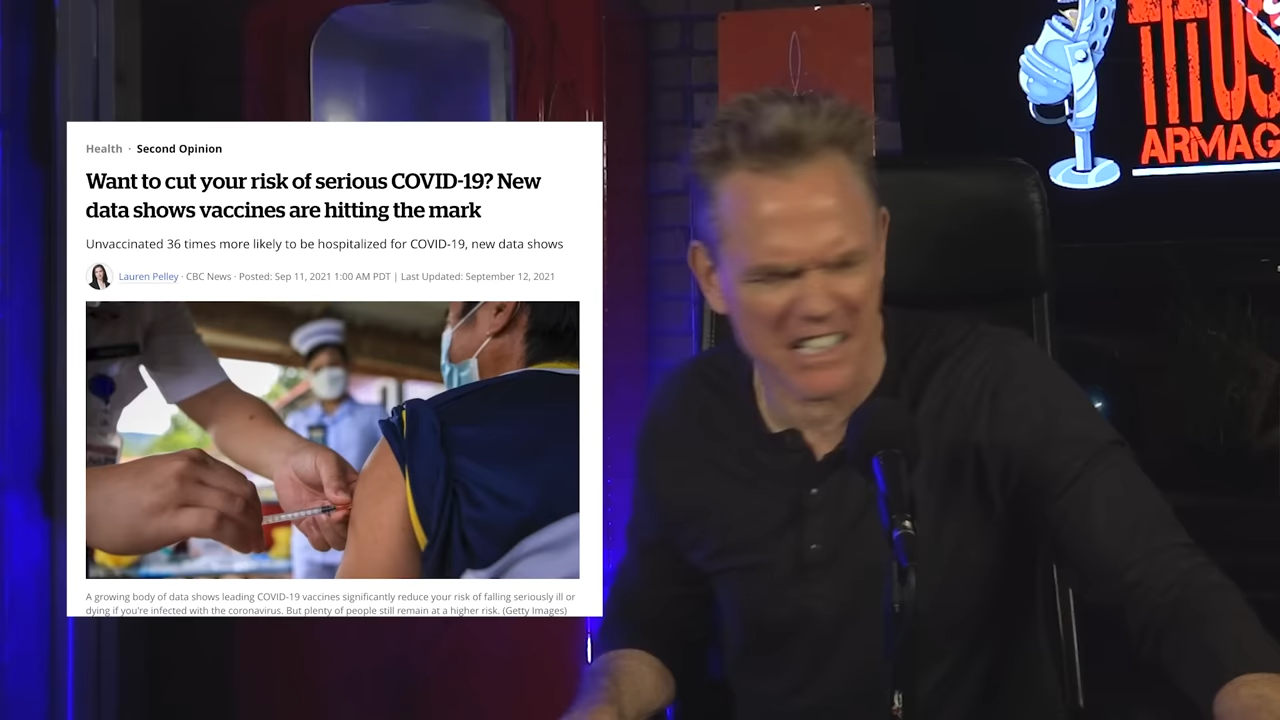 Health · Second Opinion
Want to cut your risk of serious COVID-19? New
data shows vaccines are hitting the mark
Unvaccinated 36 times more likely to be hospitalized for COVID-19, new data shows
Lauren Pelley · CBC News · Posted: Sep 11, 2021 1:00 AM PDT | Last Updated: September 12, 2021
A growing body of data shows leading COVID-19 vaccines significantly reduce your risk of falling seriously ill or
dying if you're infected with the coronavirus. But plenty of people still remain at a higher risk. (Getty Images)
TITUS
ARMAG